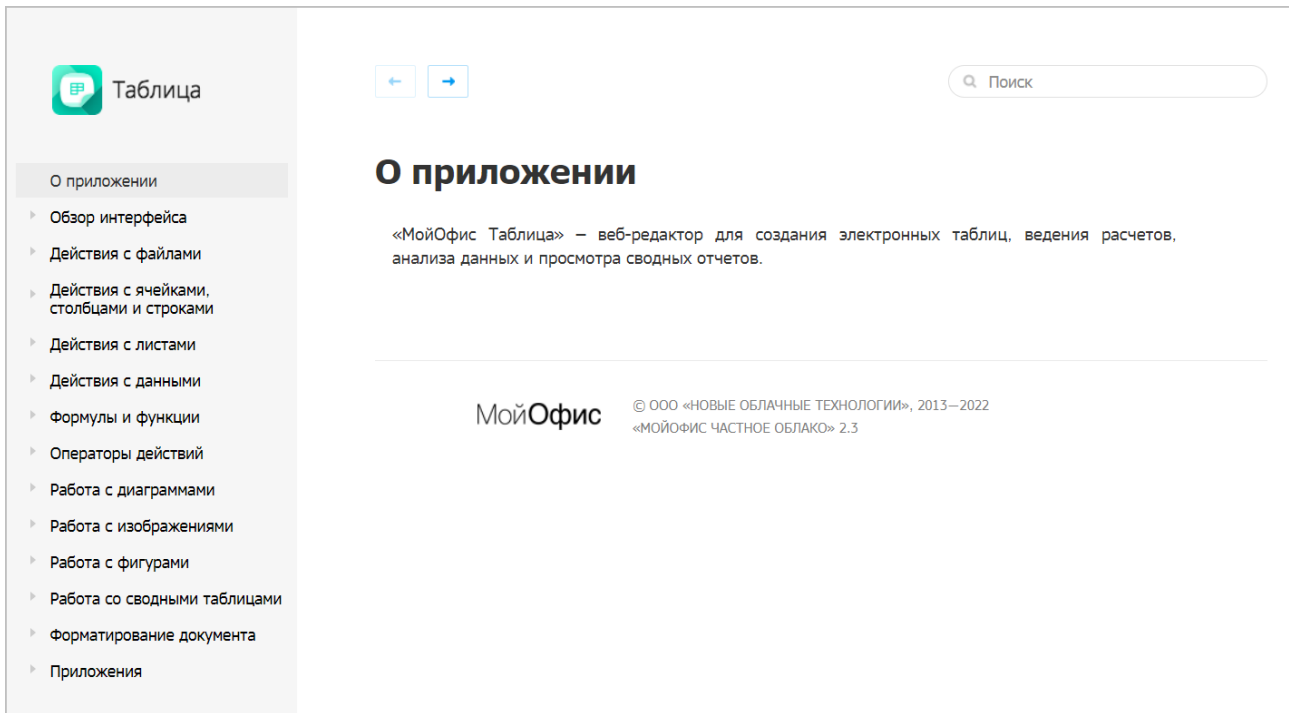 Таблица
О приложении
Обзор интерфейса
Действия с файлами
Действия с ячейками,
столбцами и строками
Действия с листами
Действия с данными
Формулы и функции
Операторы действий
Работа с диаграммами
Работа с изображениями
Работа с фигурами
Работа со сводными таблицами
Форматирование документа
Приложения
Поиск
О приложении
«МойОфис Таблица» – веб-редактор для создания электронных таблиц, ведения расчетов,
анализа данных и просмотра сводных отчетов.
МойОфис
© ООО «НОВЫЕ ОБЛАЧНЫЕ ТЕХНОЛОГИИ», 2013—2022
«МОЙОФИС ЧАСТНОЕ ОБЛАКО» 2.3